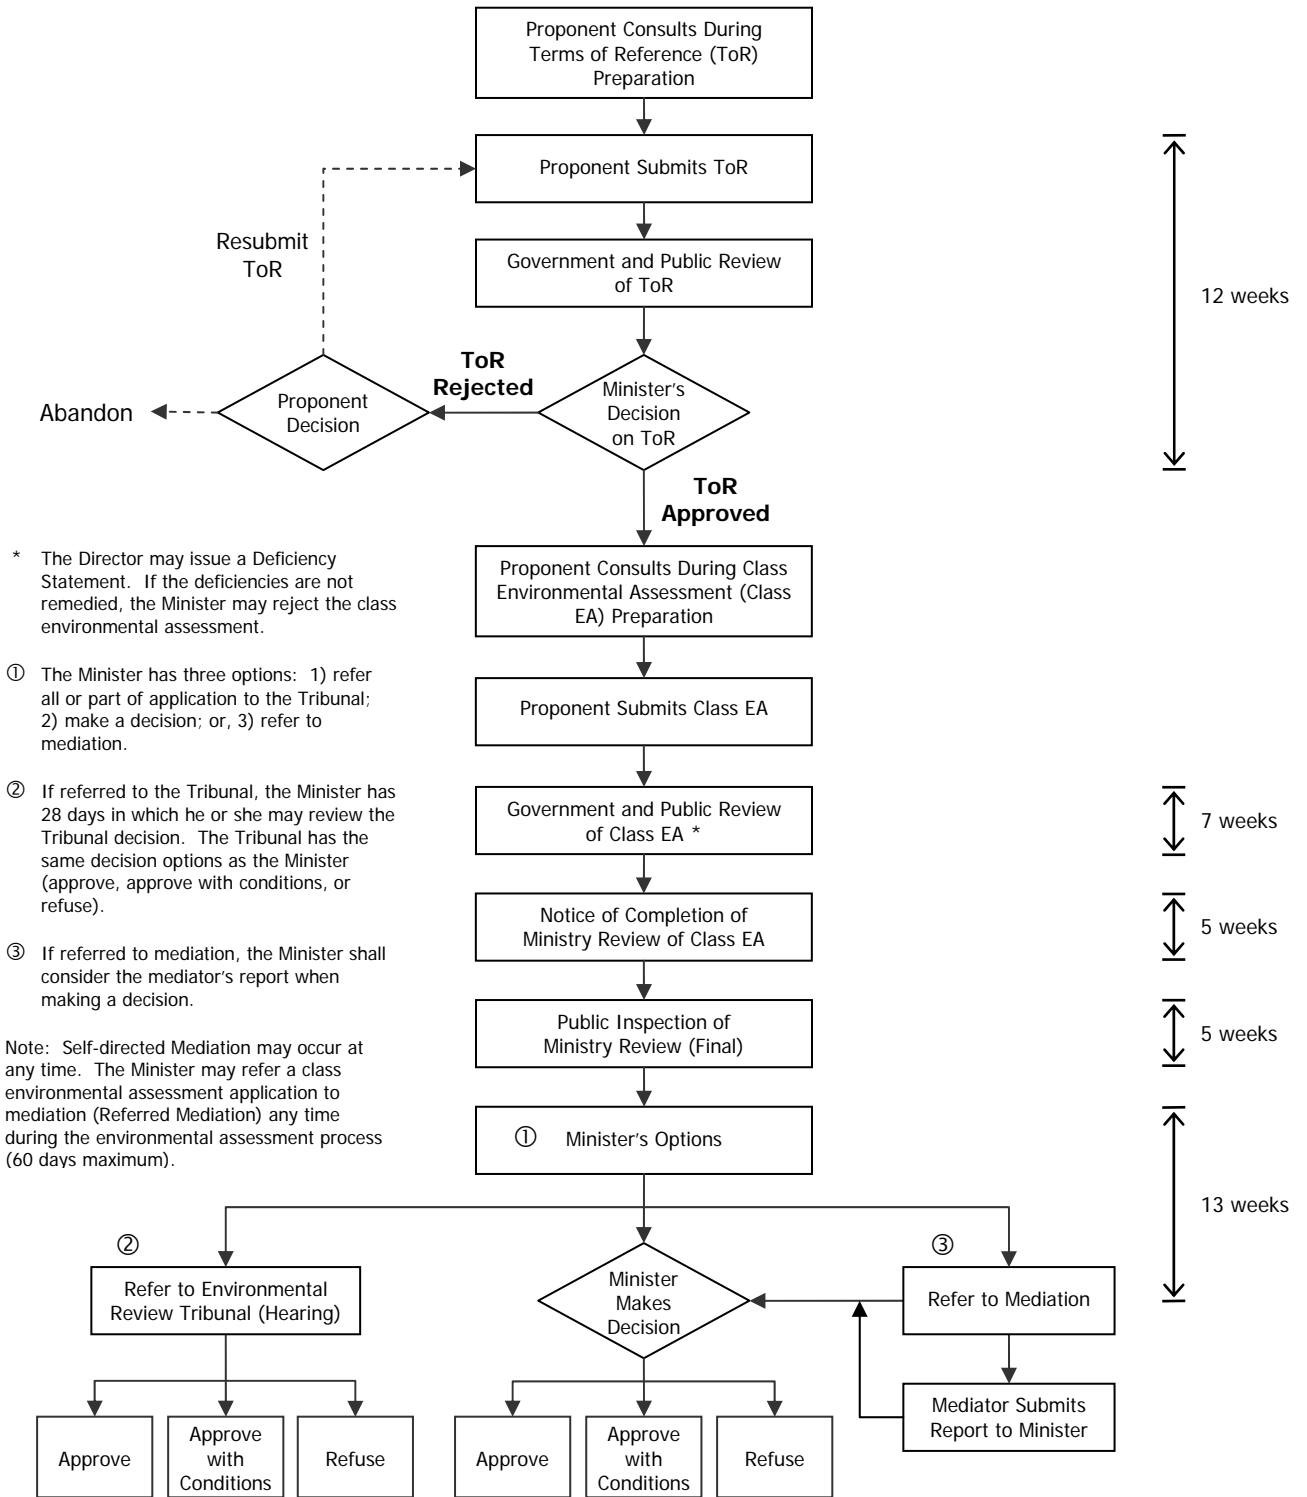 Proponent Consults During
Terms of Reference (ToR)
Preparation
Proponent Submits ToR
Resubmit
ToR
Government and Public Review
of ToR
12 weeks
ToR
Rejected
Minister's
Decision
on ToR
Proponent
Decision
Abandon
ToR
Approved
* The Director may issue a Deficiency
Statement. If the deficiencies are not
remedied, the Minister may reject the class
environmental assessment.
① The Minister has three options: 1) refer
all or part of application to the Tribunal;
2) make a decision; or, 3) refer to
mediation.
② If referred to the Tribunal, the Minister has
28 days in which he or she may review the
Tribunal decision. The Tribunal has the
same decision options as the Minister
(approve, approve with conditions, or
refuse).
③ If referred to mediation, the Minister shall
consider the mediator's report when
making a decision.
Note: Self-directed Mediation may occur at
any time. The Minister may refer a class
environmental assessment application to
mediation (Referred Mediation) any time
during the environmental assessment process
(60 days maximum).
Proponent Consults During Class
Environmental Assessment (Class
EA) Preparation
Proponent Submits Class EA
Government and Public Review
of Class EA *
7 weeks
Notice of Completion of
Ministry Review of Class EA
5 weeks
Public Inspection of
Ministry Review (Final)
5 weeks
① Minister's Options
13 weeks
②
Refer to Environmental
Review Tribunal (Hearing)
Minister
Makes
Decision
③
Refer to Mediation
Mediator Submits
Report to Minister
Approve
Approve
with
Conditions
Refuse
Approve
Approve
with
Conditions
Refuse